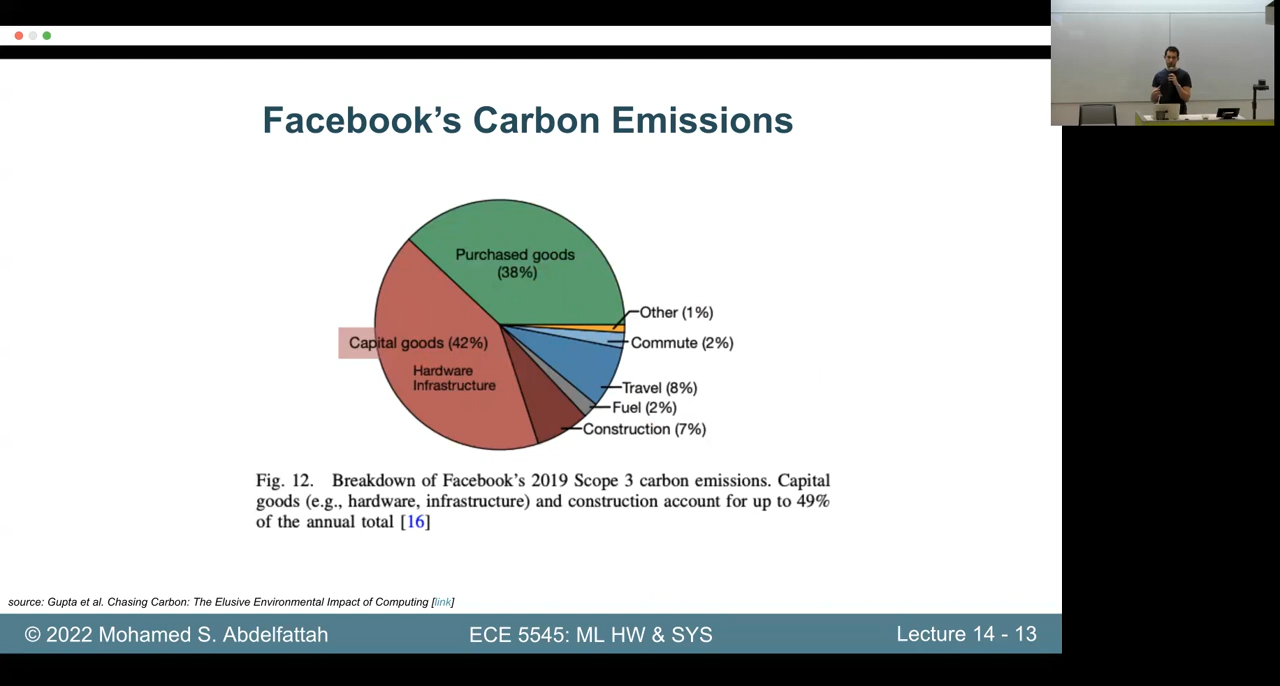 Facebook's Carbon Emissions
Purchased goods
(38%)
Other (1%)
Capital goods (42%)
Commute (2%)
Hardware
Infrastructure
Travel (8%)
Fuel (2%)
Construction (7%)
Fig. 12. Breakdown of Facebook's 2019 Scope 3 carbon emissions. Capital
goods (e.g., hardware, infrastructure) and construction account for up to 49%
of the annual total [16]
source: Gupta et al. Chasing Carbon: The Elusive Environmental Impact of Computing [link]
© 2022 Mohamed S. Abdelfattah
ECE 5545: ML HW & SYS
Lecture 14 - 13